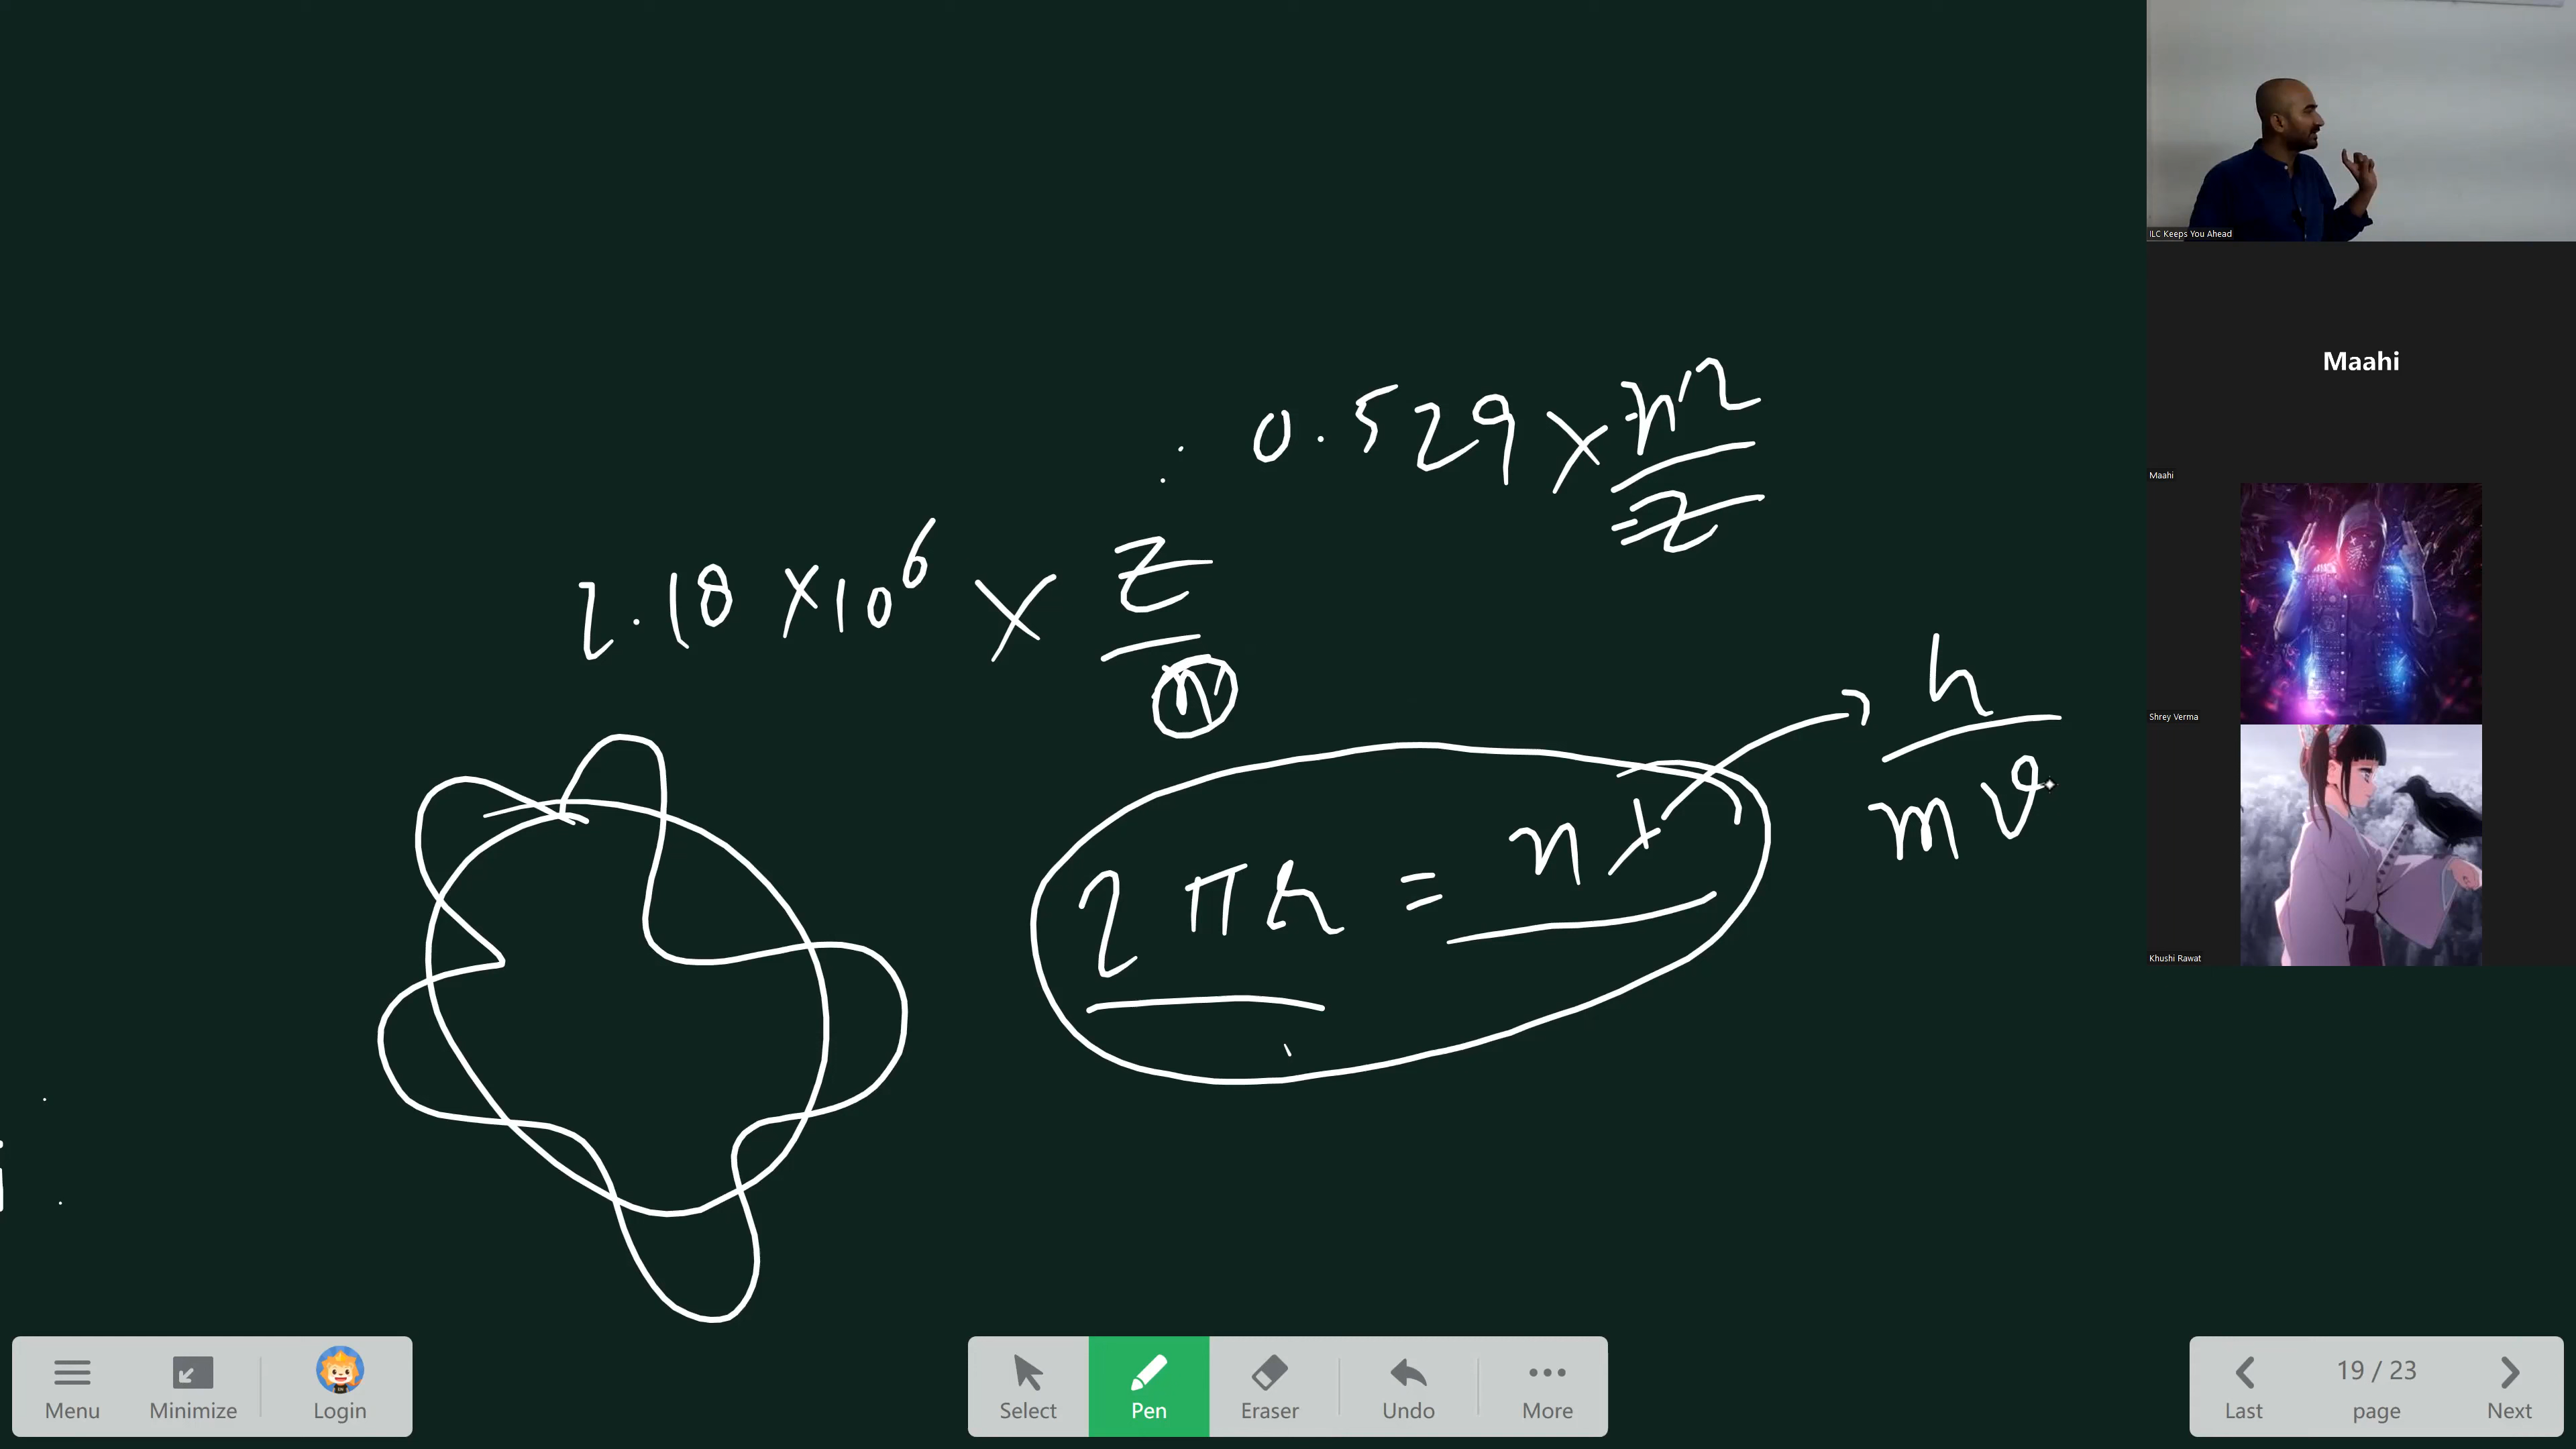 0.529 × n²/Z
2.18 × 10⁶ × Z/n
2πr = nλ → h/mv
ILC Keeps You Ahead
Maahi
Maahi
Shrey Verma
Khushi Rawat
Menu Minimize Login
Select Pen Eraser Undo More
19 / 23
Last page Next